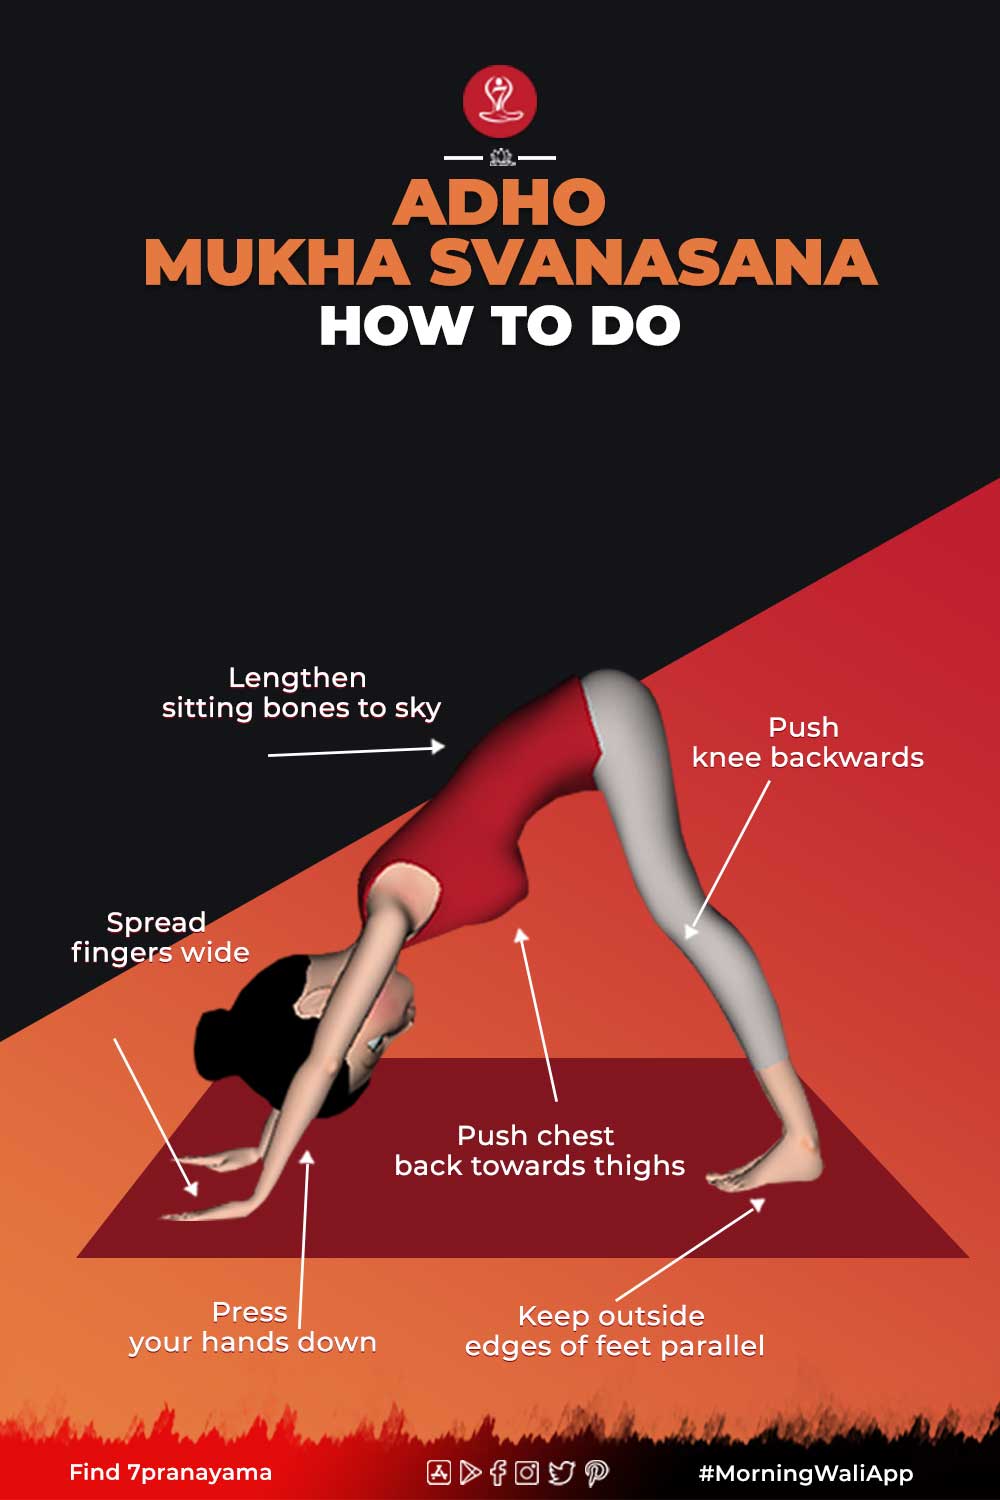 ADHO
MUKHA SVANASANA
HOW TO DO
Lengthen
sitting bones to sky
Push
knee backwards
Spread
fingers wide
Push chest
back towards thighs
Press
your hands down
Keep outside
edges of feet parallel
Find 7pranayama
#MorningWaliApp